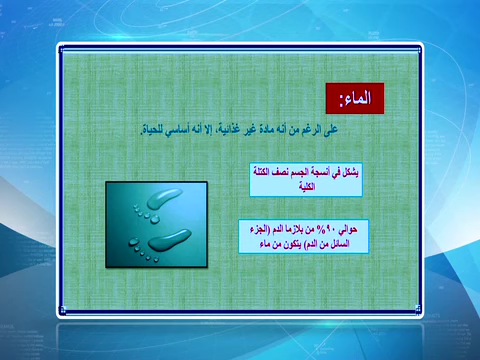 الماء:
على الرغم من أنه مادة غير غذائية، إلا أنه أساسي للحياة.
يشكل في أنسجة الجسم نصف الكتلة
الكلية
حوالي ٩٠% من بلازما الدم (الجزء
السائل من الدم) يتكون من ماء